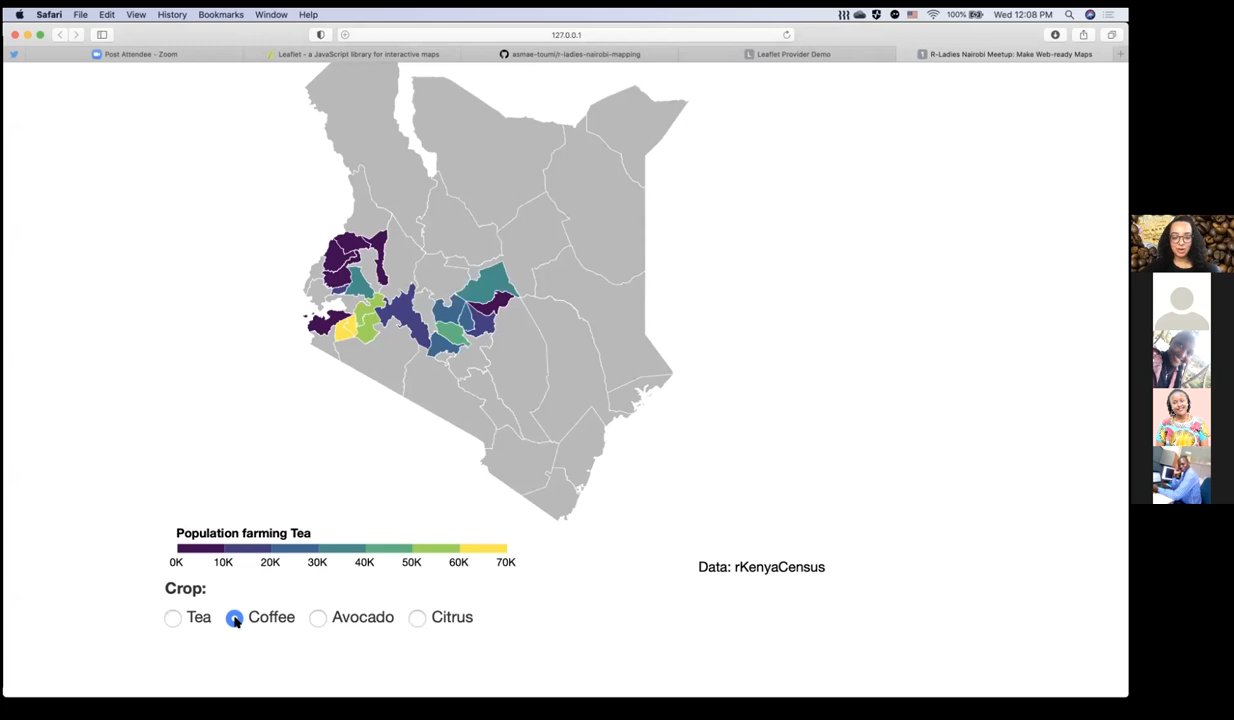 Safari File Edit View History Bookmarks Window Help 100% Wed 12:08 PM
127.0.0.1
Post Attendee - Zoom Leaflet - a JavaScript library for interactive maps asmae-toumi/r-ladies-nairobi-mapping L Leaflet Provider Demo 1 R-Ladies Nairobi Meetup: Make Web-ready Maps
Population farming Tea
0K 10K 20K 30K 40K 50K 60K 70K
Data: rKenyaCensus
Crop:
Tea Coffee Avocado Citrus